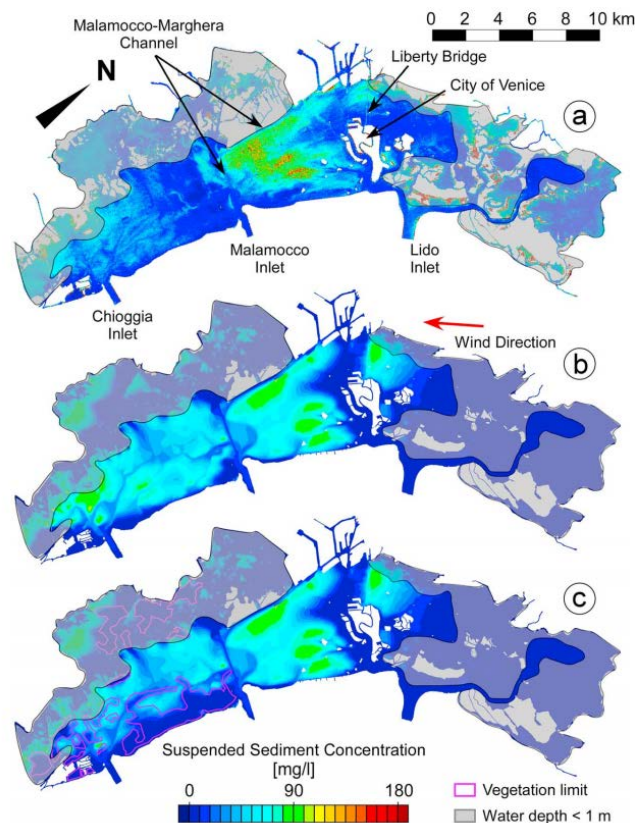 0 2 4 6 8 10 km
Malamocco-Marghera
Channel
N
Liberty Bridge
City of Venice
a
Malamocco
Inlet
Lido
Inlet
Chioggia
Inlet
Wind Direction
b
c
Suspended Sediment Concentration
[mg/l]
0 90 180
Vegetation limit
Water depth < 1 m